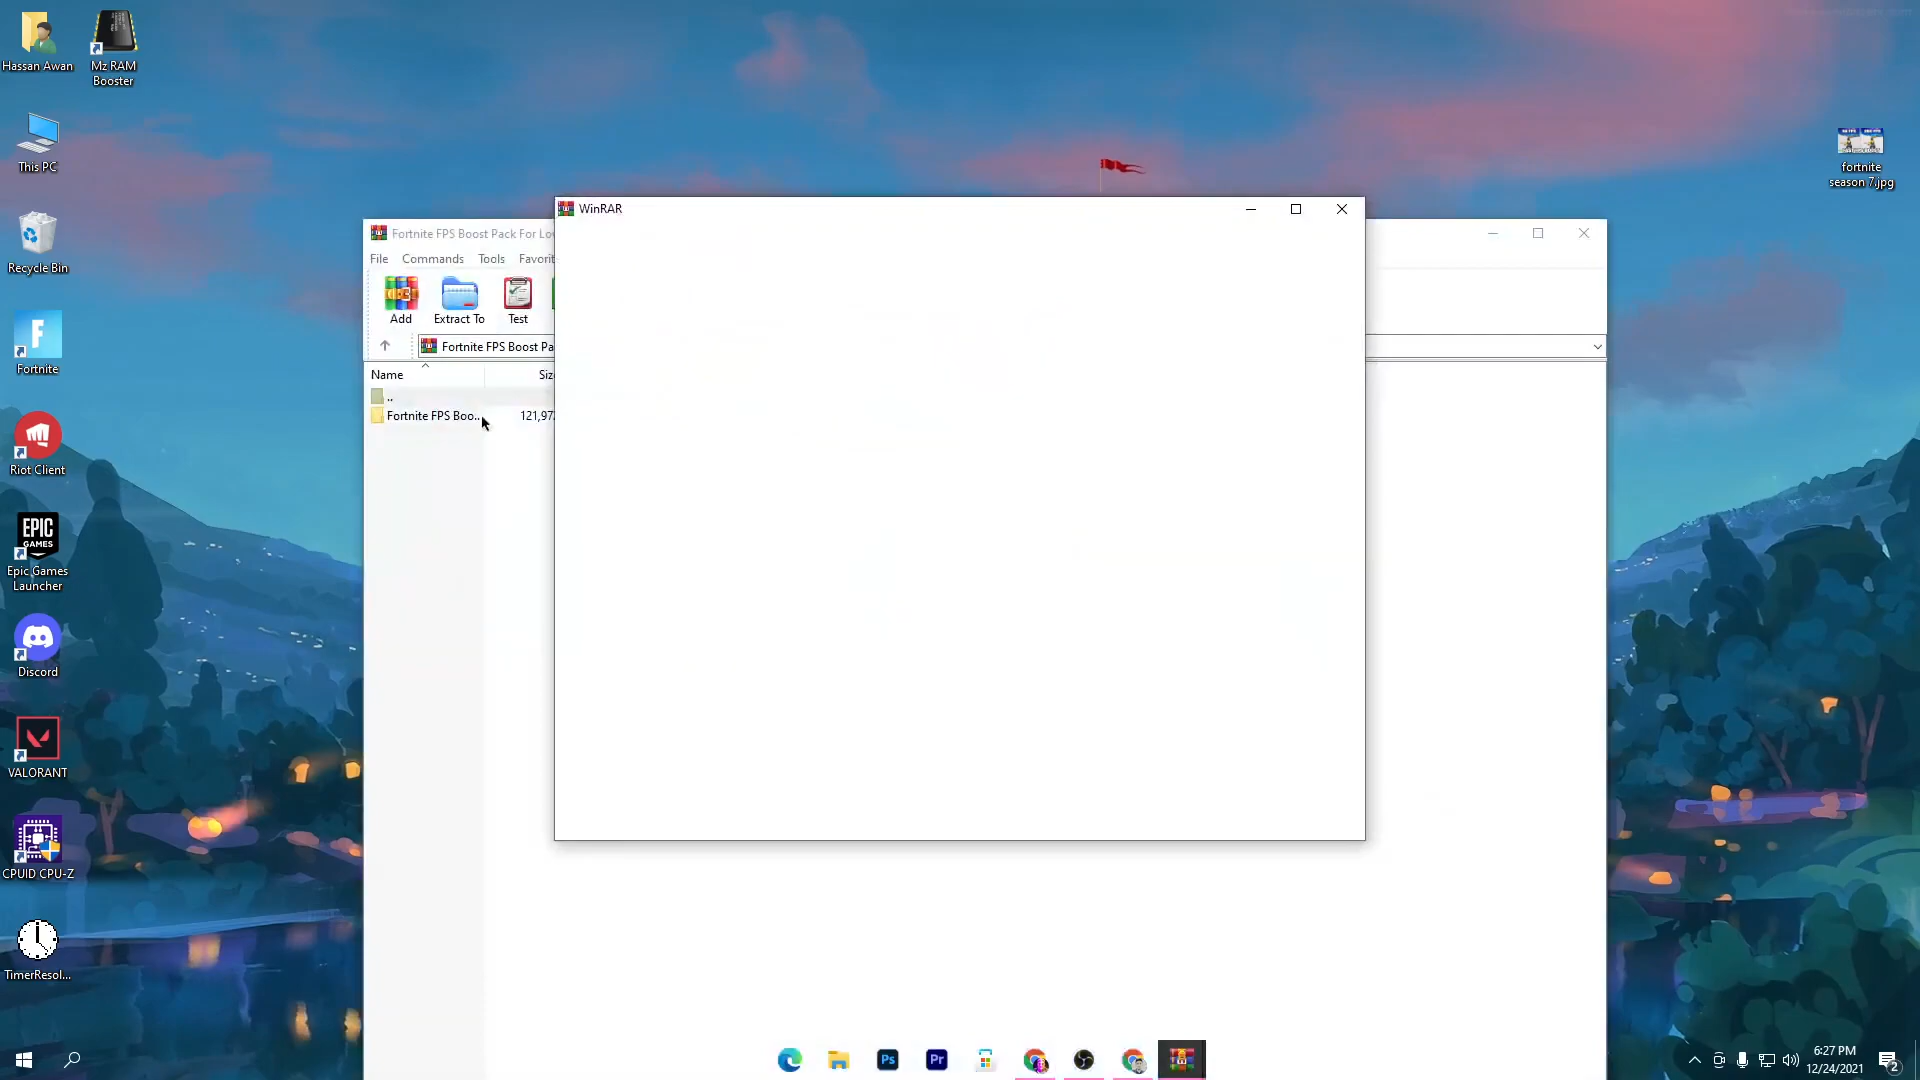 Hassan Awan
Mz RAM
Booster
This PC
Recycle Bin
Fortnite
Riot Client
EPIC
GAMES
Epic Games
Launcher
Discord
VALORANT
CPUID CPU-Z
TimerResol...
fortnite
season 7.jpg
WinRAR
Fortnite FPS Boost Pack For Lo
File
Commands
Tools
Favorit
Add
Extract To
Test
Fortnite FPS Boost Pa
Name
Siz
..
Fortnite FPS Boo...
121,97
Ps
Pr
6:27 PM
12/24/2021
2